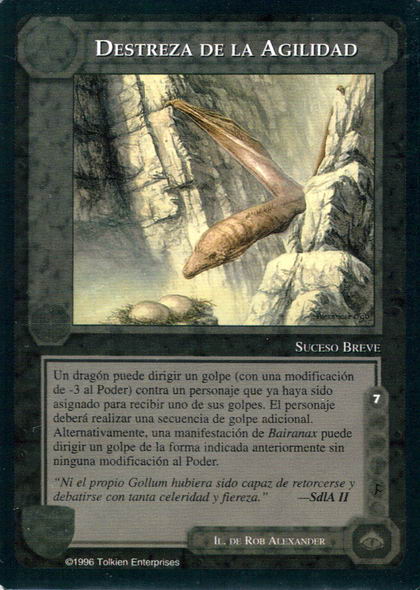 DESTREZA DE LA AGILIDAD
SUCESO BREVE
Un dragón puede dirigir un golpe (con una modificación
de -3 al Poder) contra un personaje que ya haya sido
asignado para recibir uno de sus golpes. El personaje
deberá realizar una secuencia de golpe adicional.
Alternativamente, una manifestación de Bairanax puede
dirigir un golpe de la forma indicada anteriormente sin
ninguna modificación al Poder.
7
“Ni el propio Gollum hubiera sido capaz de retorcerse y
debatirse con tanta celeridad y fiereza.” —SdlA II
IL. DE ROB ALEXANDER
©1996 Tolkien Enterprises